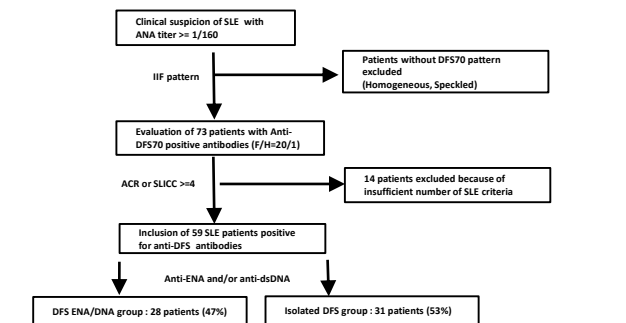 Clinical suspicion of SLE with
ANA titer >= 1/160
IIF pattern
Patients without DFS70 pattern
excluded
(Homogeneous, Speckled)
Evaluation of 73 patients with Anti-
DFS70 positive antibodies (F/H=20/1)
ACR or SLICC >=4
14 patients excluded because of
insufficient number of SLE criteria
Inclusion of 59 SLE patients positive
for anti-DFS antibodies
Anti-ENA and/or anti-dsDNA
DFS ENA/DNA group : 28 patients (47%)
Isolated DFS group : 31 patients (53%)